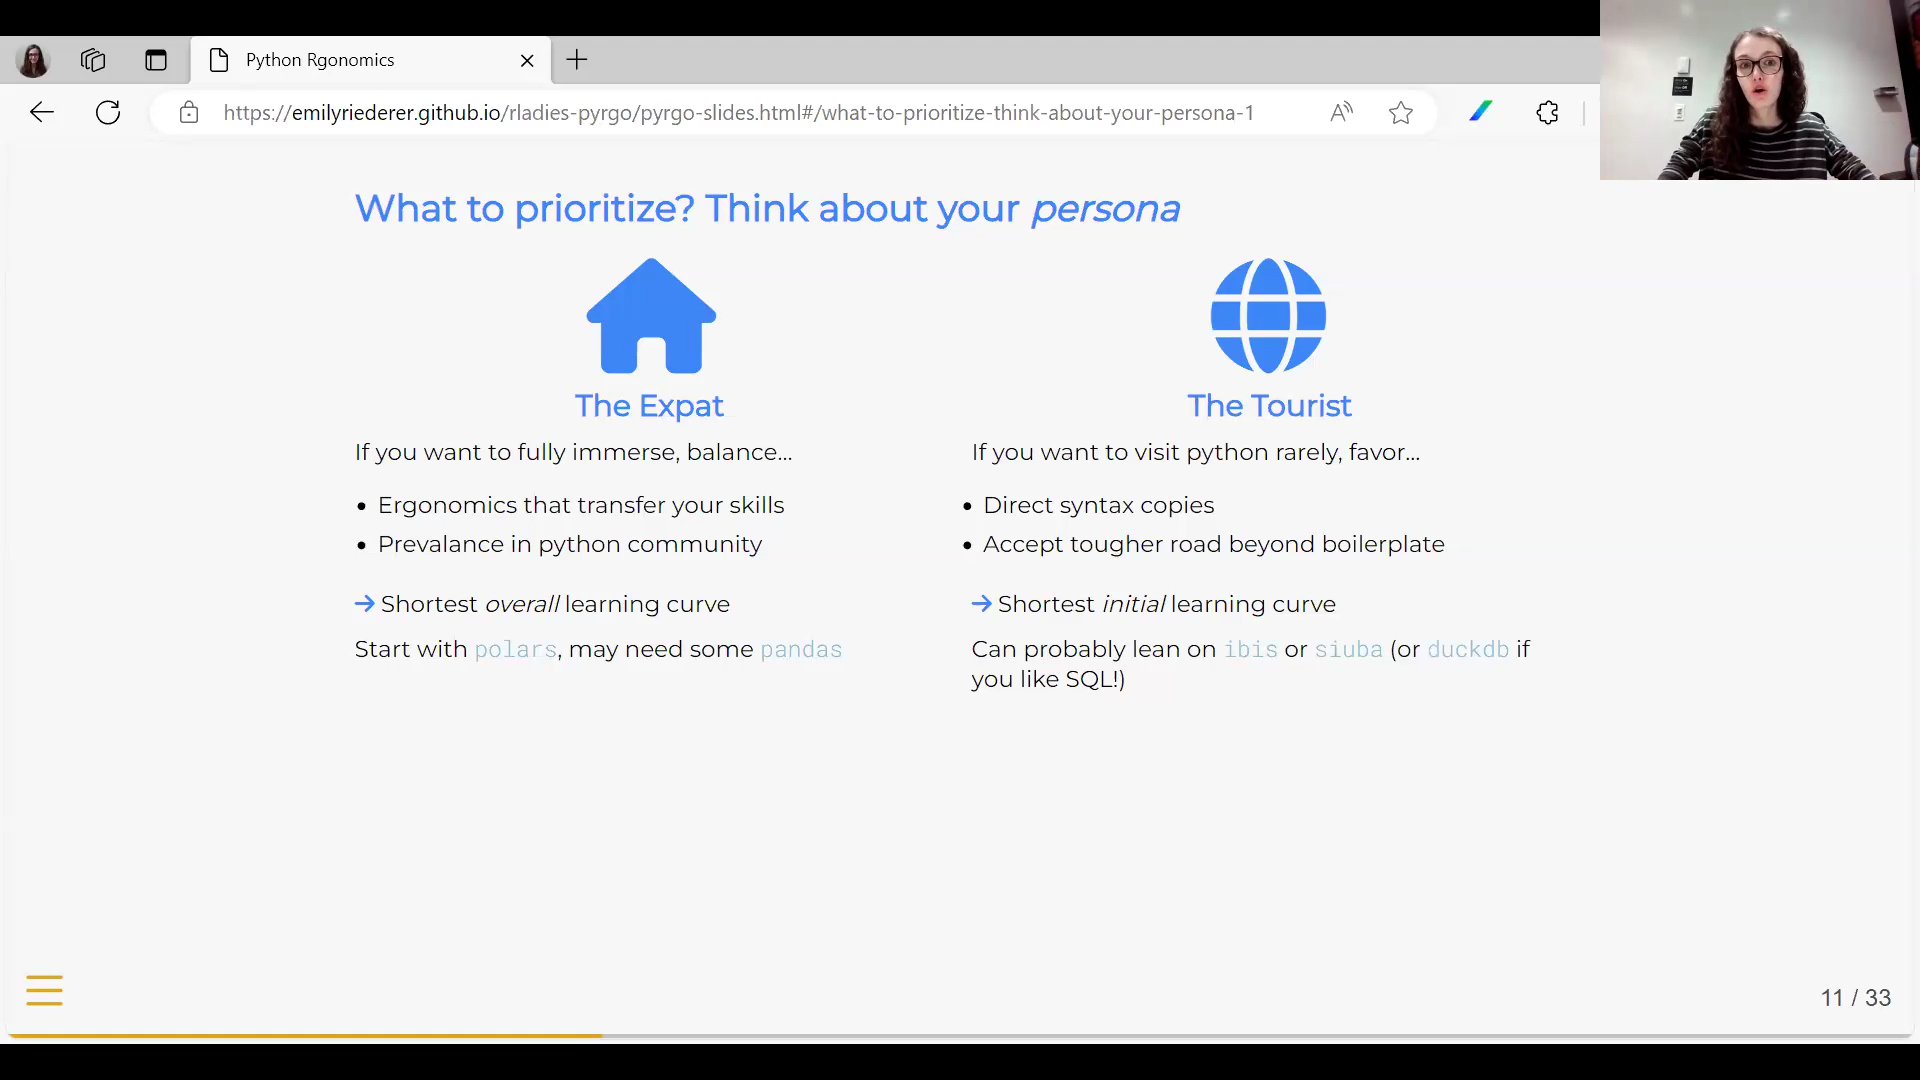 Python Rgonomics
https://emilyriederer.github.io/rladies-pyrgo/pyrgo-slides.html#/what-to-prioritize-think-about-your-persona-1
What to prioritize? Think about your persona
The Expat
If you want to fully immerse, balance...
• Ergonomics that transfer your skills
• Prevalance in python community
→ Shortest overall learning curve
Start with polars, may need some pandas
The Tourist
If you want to visit python rarely, favor...
• Direct syntax copies
• Accept tougher road beyond boilerplate
→ Shortest initial learning curve
Can probably lean on ibis or siuba (or duckdb if
you like SQL!)
11 / 33